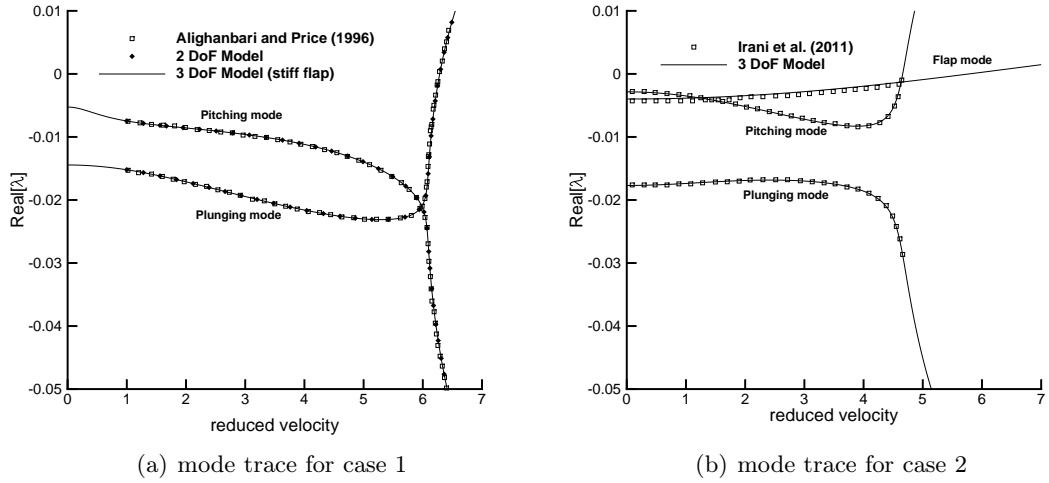 0.01
0
-0.01
-0.02
-0.03
-0.04
-0.05
Real[λ]
Alighanbari and Price (1996)
2 DoF Model
3 DoF Model (stiff flap)
Pitching mode
Plunging mode
0 1 2 3 4 5 6 7
reduced velocity
(a) mode trace for case 1
0.01
0
-0.01
-0.02
-0.03
-0.04
-0.05
Real[λ]
Irani et al. (2011)
3 DoF Model
Flap mode
Pitching mode
Plunging mode
0 1 2 3 4 5 6 7
reduced velocity
(b) mode trace for case 2